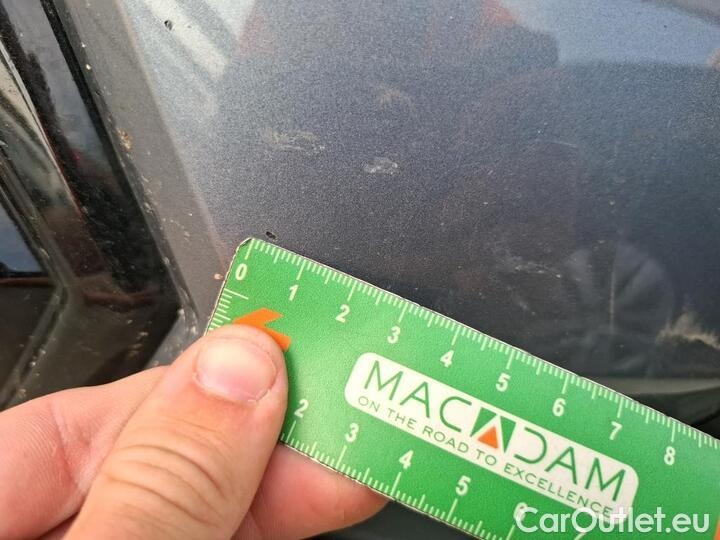 0 1 2 3 4 5 6 7 8
MACADAM
ON THE ROAD TO EXCELLENCE
2 3 4 5 6
CarOutlet.eu